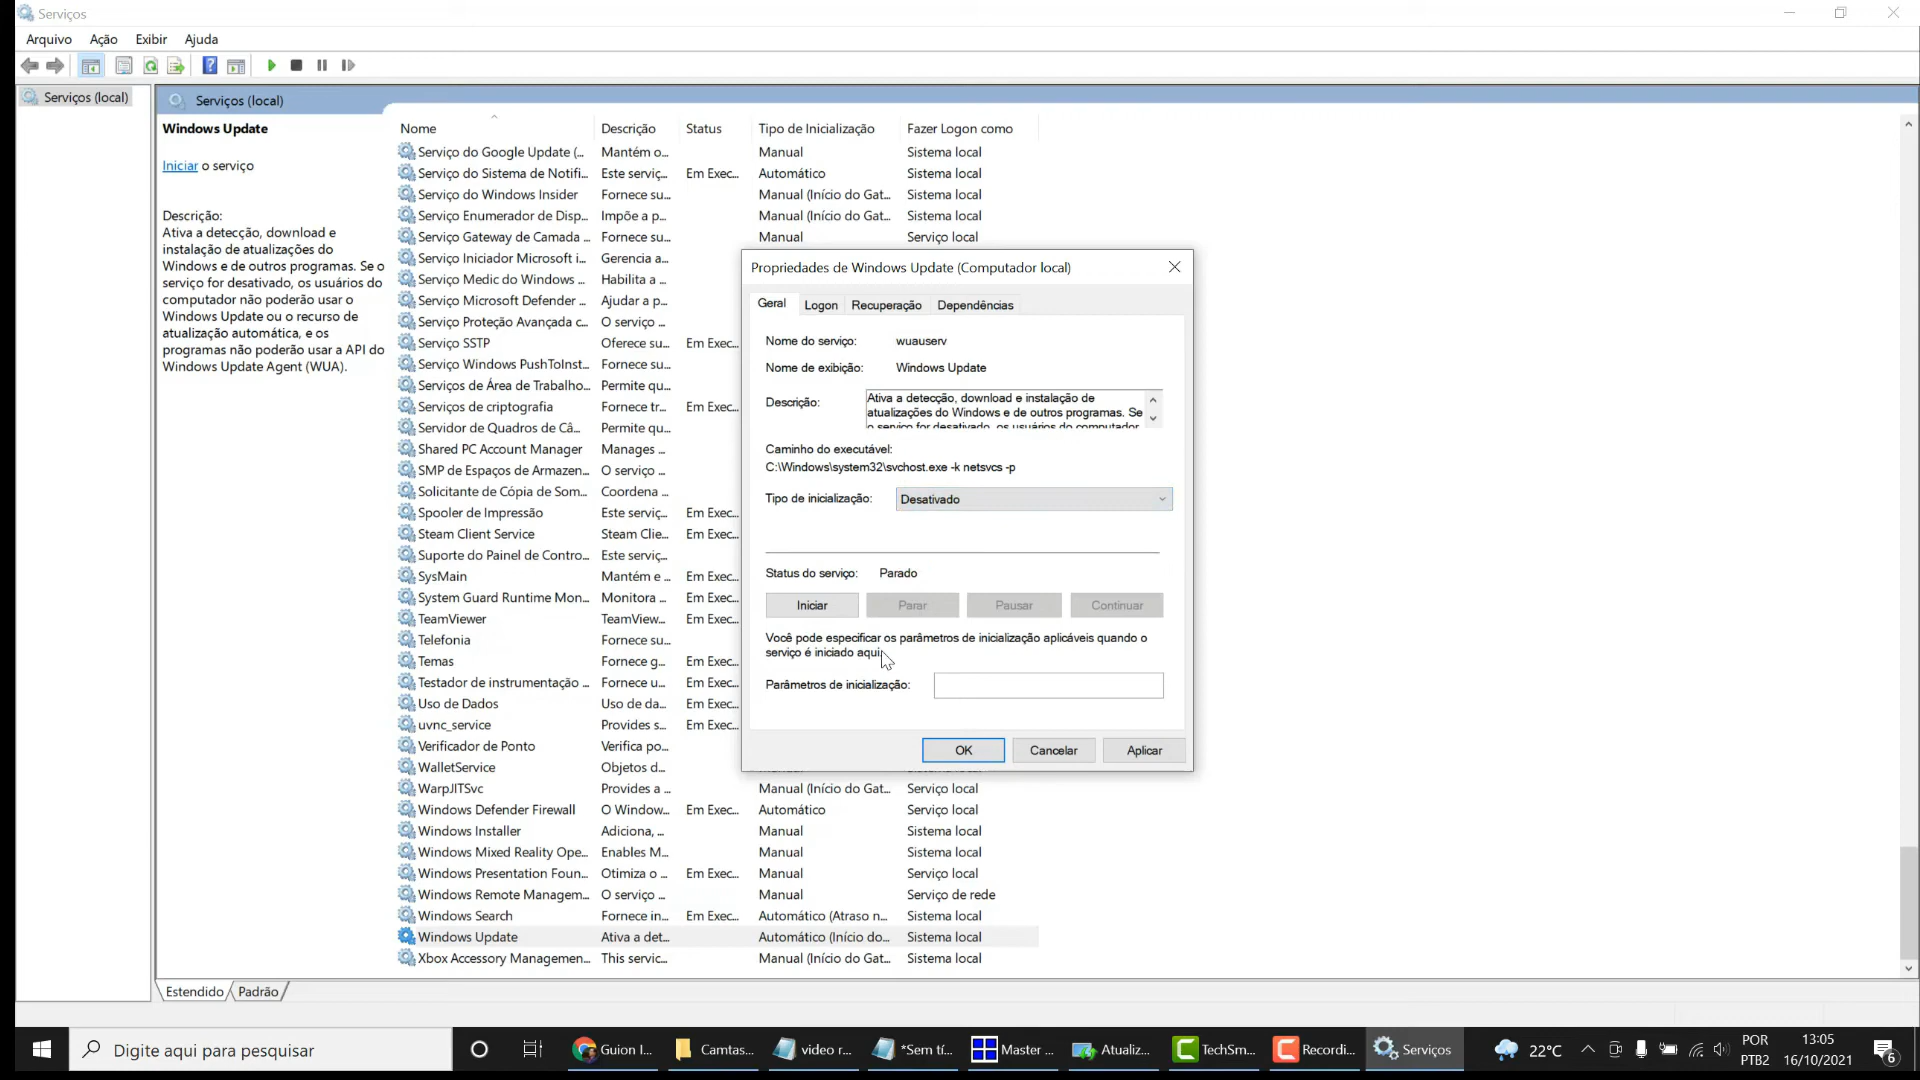 Serviços
Arquivo Ação Exibir Ajuda
Serviços (local)
Serviços (local)
Windows Update
Iniciar o serviço
Descrição:
Ativa a detecção, download e
instalação de atualizações do
Windows e de outros programas. Se o
serviço for desativado, os usuários do
computador não poderão usar o
Windows Update ou o recurso de
atualização automática, e os
programas não poderão usar a API do
Windows Update Agent (WUA).
Nome Descrição Status Tipo de Inicialização Fazer Logon como
Serviço do Google Update (... Mantém o... Manual Sistema local
Serviço do Sistema de Notifi... Este serviç... Em Exec... Automático Sistema local
Serviço do Windows Insider Fornece su... Manual (Início do Gat... Sistema local
Serviço Enumerador de Disp... Impõe a p... Manual (Início do Gat... Sistema local
Serviço Gateway de Camada ... Fornece su... Manual Serviço local
Serviço Iniciador Microsoft i... Gerencia a...
Serviço Medic do Windows ... Habilita a ...
Serviço Microsoft Defender ... Ajudar a p...
Serviço Proteção Avançada c... O serviço ...
Serviço SSTP Oferece su... Em Exec...
Serviço Windows PushToInst... Fornece su...
Serviços de Área de Trabalho... Permite qu...
Serviços de criptografia Fornece tr... Em Exec...
Servidor de Quadros de Câ... Permite qu...
Shared PC Account Manager Manages ...
SMP de Espaços de Armazen... O serviço ...
Solicitante de Cópia de Som... Coordena ...
Spooler de Impressão Este serviç... Em Exec...
Steam Client Service Steam Clie... Em Exec...
Suporte do Painel de Contro... Este serviç...
SysMain Mantém e ... Em Exec...
System Guard Runtime Mon... Monitora ... Em Exec...
TeamViewer TeamView... Em Exec...
Telefonia Fornece su...
Temas Fornece g... Em Exec...
Testador de instrumentação ... Fornece u... Em Exec...
Uso de Dados Uso de da... Em Exec...
uvnc_service Provides s... Em Exec...
Verificador de Ponto Verifica po...
WalletService Objetos d... Sistema local
WarpJITSvc Provides a ... Manual (Início do Gat... Serviço local
Windows Defender Firewall O Window... Em Exec... Automático Serviço local
Windows Installer Adiciona, ... Manual Sistema local
Windows Mixed Reality Ope... Enables M... Manual Sistema local
Windows Presentation Foun... Otimiza o ... Em Exec... Manual Serviço local
Windows Remote Managem... O serviço ... Manual Serviço de rede
Windows Search Fornece in... Em Exec... Automático (Atraso n... Sistema local
Windows Update Ativa a det... Automático (Início do... Sistema local
Xbox Accessory Managemen... This servic... Manual (Início do Gat... Sistema local
Propriedades de Windows Update (Computador local)
Geral Logon Recuperação Dependências
Nome do serviço: wuauserv
Nome de exibição: Windows Update
Descrição: Ativa a detecção, download e instalação de
atualizações do Windows e de outros programas. Se
o serviço for desativado, os usuários do computador
Caminho do executável:
C:\Windows\system32\svchost.exe -k netsvcs -p
Tipo de inicialização: Desativado
Status do serviço: Parado
Iniciar Parar Pausar Continuar
Você pode especificar os parâmetros de inicialização aplicáveis quando o
serviço é iniciado aqui.
Parâmetros de inicialização:
OK Cancelar Aplicar
Estendido Padrão
Digite aqui para pesquisar
Guion I... Camtas... video r... *Sem tí... Master ... Atualiz... TechSm... Recordi... Serviços
22°C
POR
PTB2
13:05
16/10/2021
6